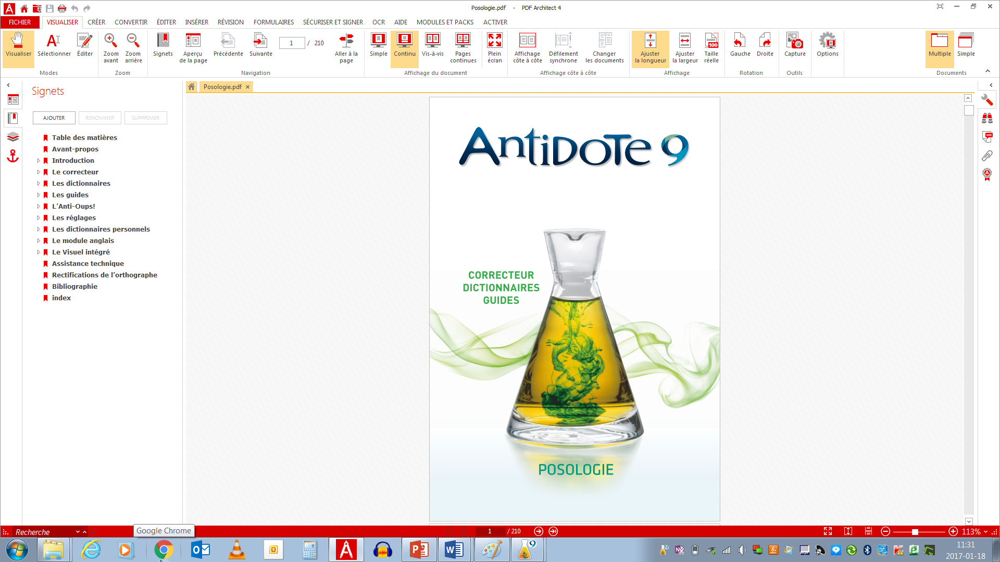 Posologie.pdf - PDF Architect 4
FICHIER VISUALISER CRÉER CONVERTIR ÉDITER INSÉRER RÉVISION FORMULAIRES SÉCURISER ET SIGNER OCR AIDE MODULES ET PACKS ACTIVER
Visualiser
Sélectionner
Éditer
Modes
Zoom
avant
Zoom
arrière
Zoom
Signets
Aperçu
de la page
Précédente
Suivante
1 / 210
Aller à la
page
Navigation
Simple
Continu
Vis-à-vis
Pages
continues
Plein
écran
Affichage du document
Affichage
côte à côte
Défilement
synchrone
Changer
les documents
Affichage côte à côte
Ajuster
la longueur
Ajuster
la largeur
100
Taille
réelle
Affichage
Gauche
Droite
Rotation
Capture
Outils
Options
Multiple
Simple
Documents
Signets
AJOUTER RENOMMER SUPPRIMER
Table des matières
Avant-propos
Introduction
Le correcteur
Les dictionnaires
Les guides
L’Anti-Oups!
Les réglages
Les dictionnaires personnels
Le module anglais
Le Visuel intégré
Assistance technique
Rectifications de l’orthographe
Bibliographie
index
Posologie.pdf
Antidote 9
CORRECTEUR
DICTIONNAIRES
GUIDES
POSOLOGIE
Recherche
Google Chrome
1 / 210
113%
11:31
2017-01-18